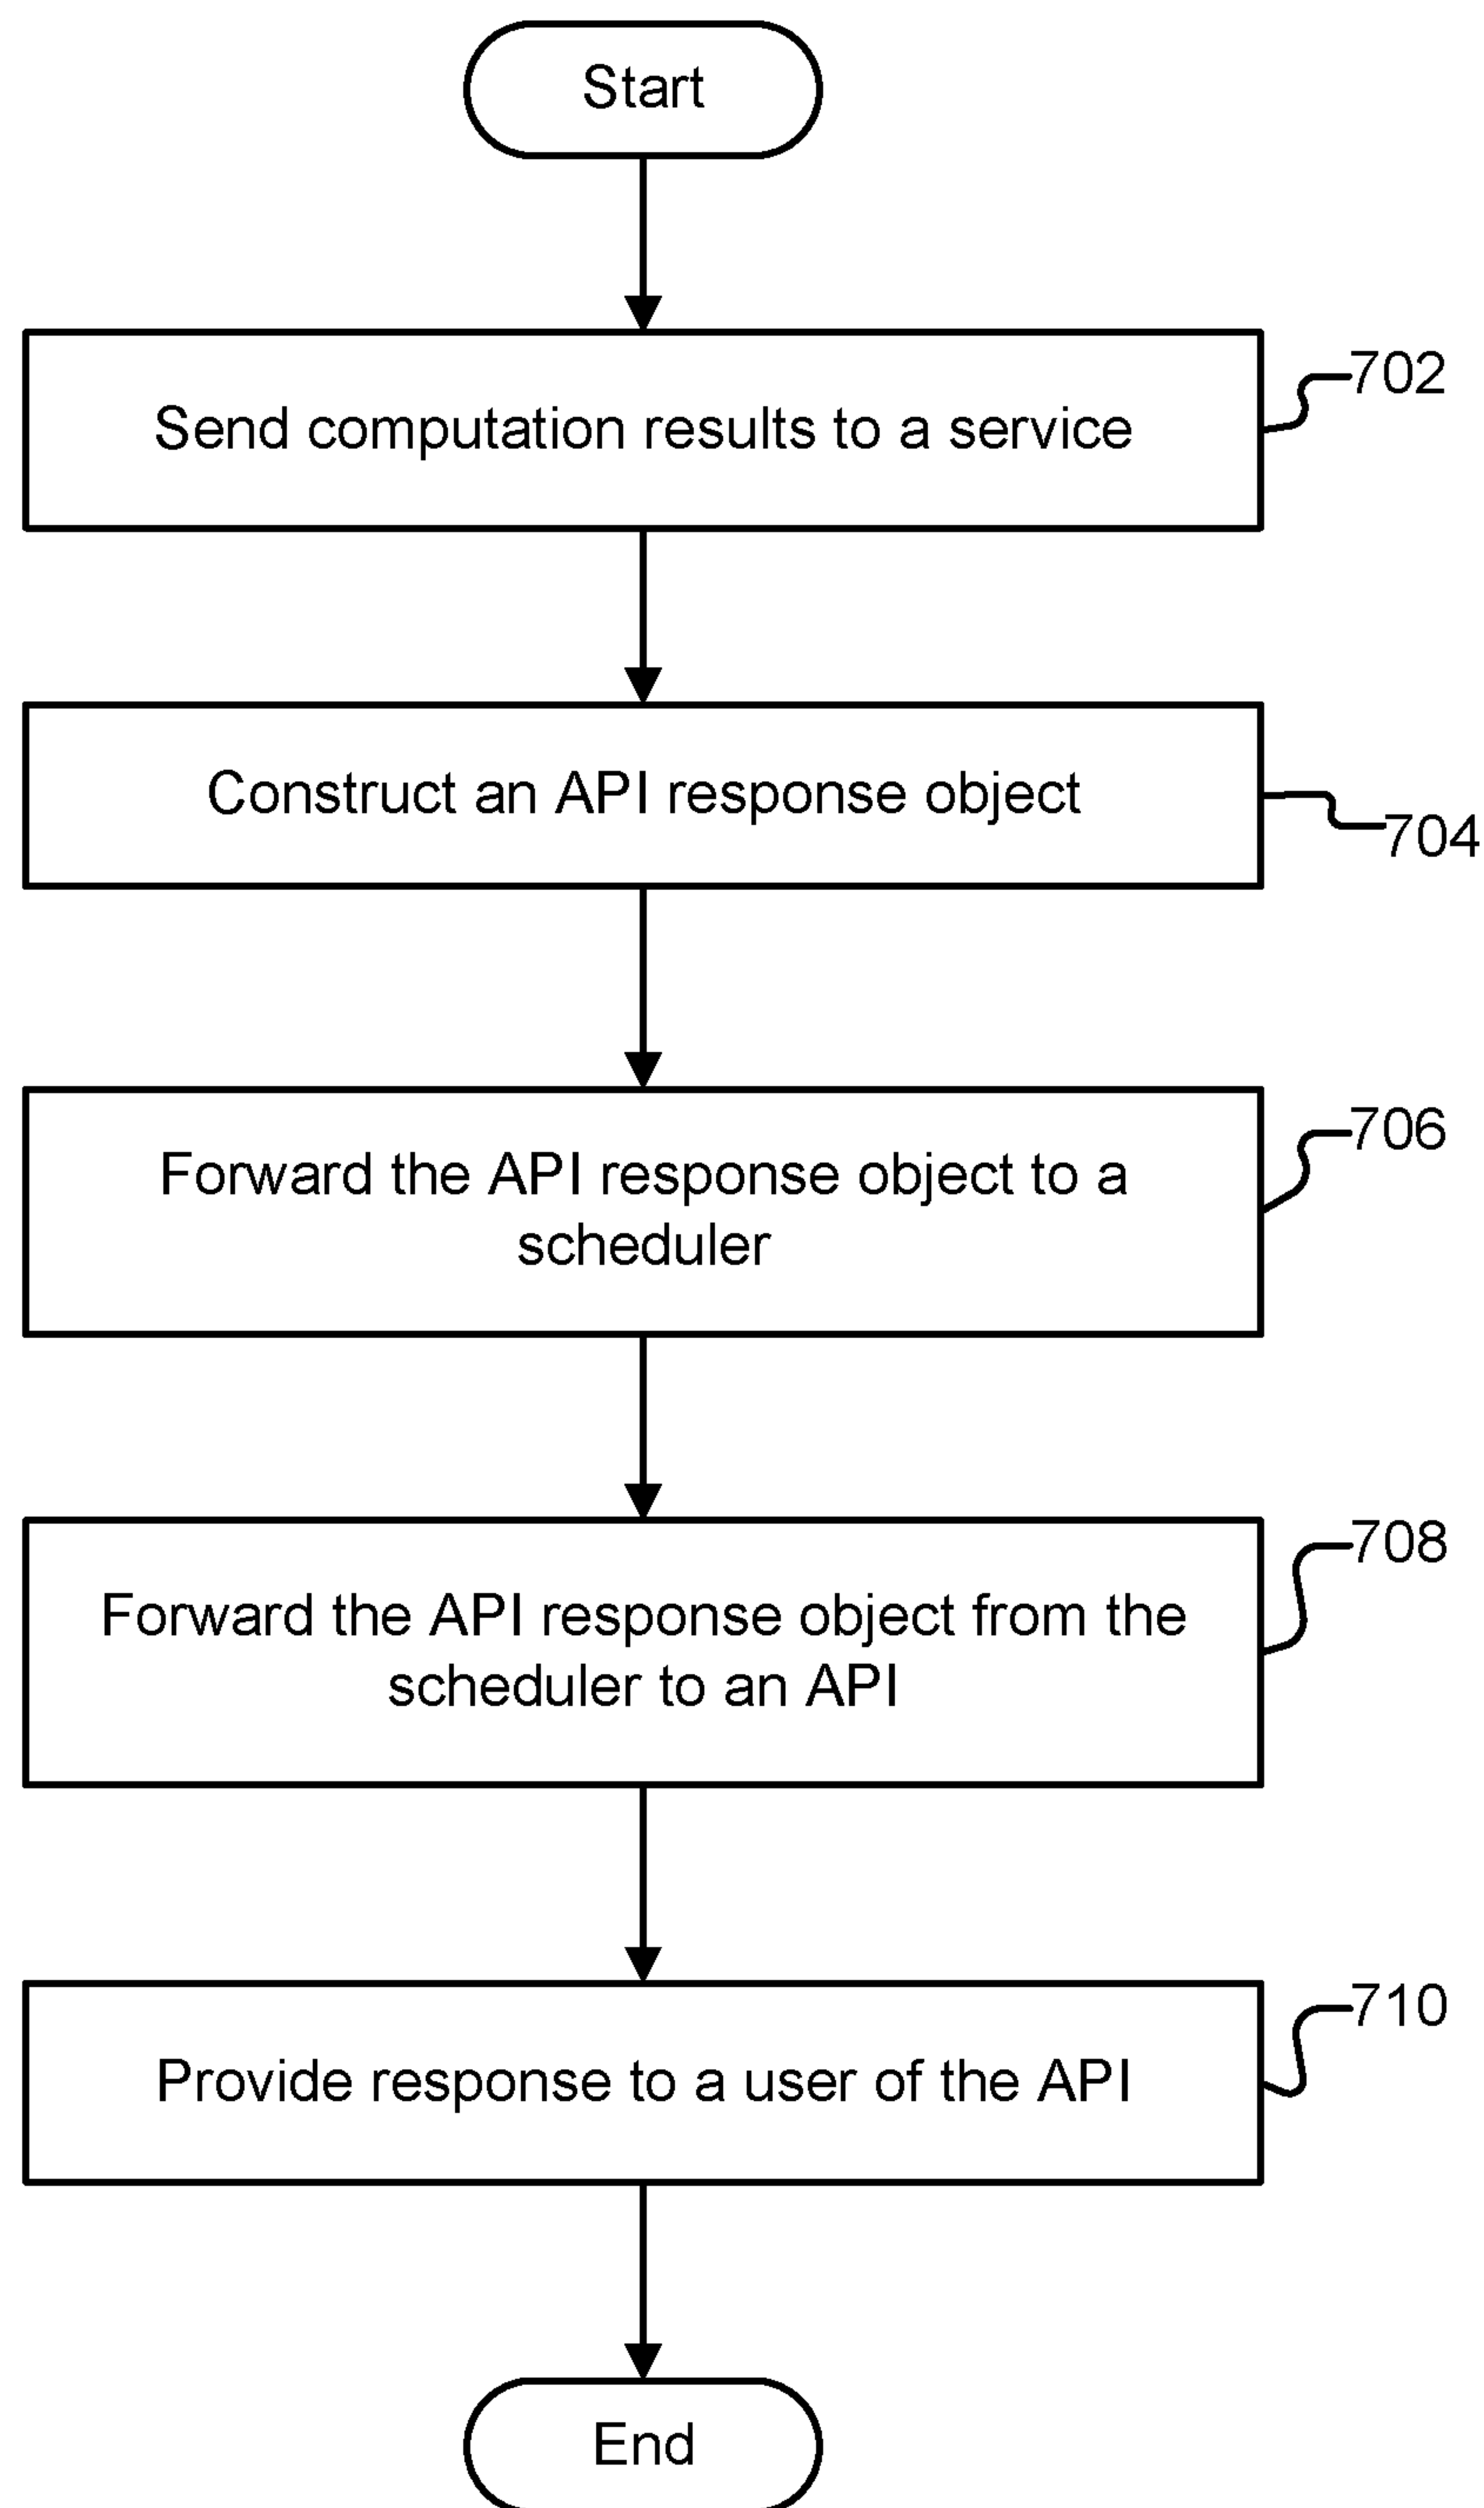 Start
702
Send computation results to a service
Construct an API response object
704
706
Forward the API response object to a
scheduler
708
Forward the API response object from the
scheduler to an API
710
Provide response to a user of the API
End